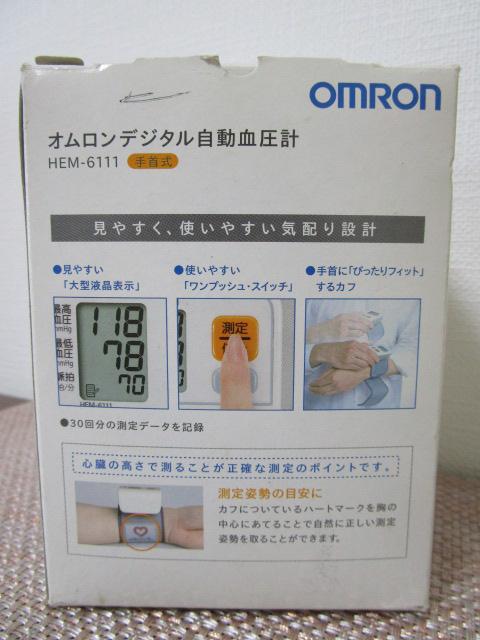 OMRON
オムロンデジタル自動血圧計
HEM-6111 手首式
見やすく、使いやすい気配り設計
●見やすい
「大型液晶表示」
●使いやすい
「ワンプッシュ・スイッチ」
●手首に「ぴったりフィット」
するカフ
最高
血圧
mmHg
118
最低
血圧
mmHg
78
脈拍
拍/分
70
HEM-6111
測定
●30回分の測定データを記録
心臓の高さで測ることが正確な測定のポイントです。
測定姿勢の目安に
カフについているハートマークを胸の
中心にあてることで自然に正しい測定
姿勢を取ることができます。